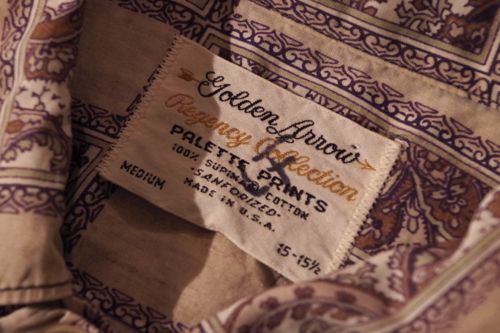 Golden Arrow
Regency Collection
PALETTE PRINTS
100% SUPIMA COTTON
·SANFORIZED·
MADE IN U.S.A.
MEDIUM
15-15½